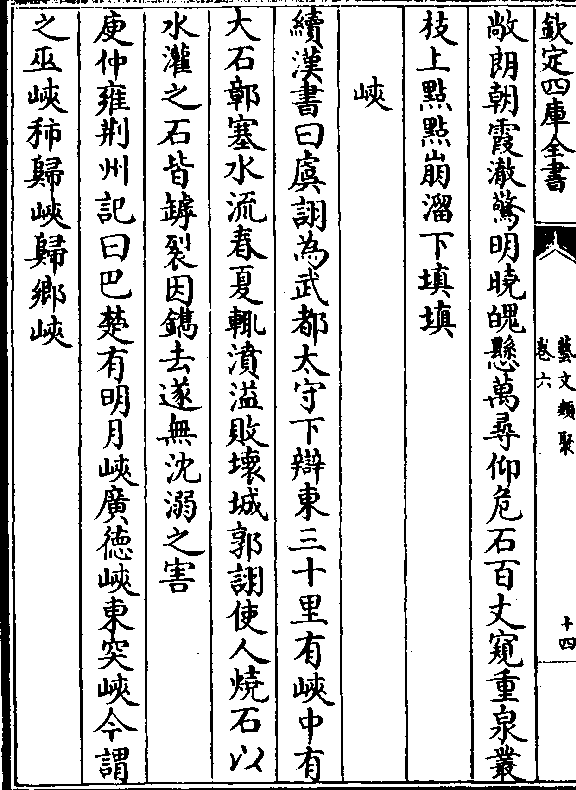 欽定四庫全書
藝文類聚
卷六
十四
敞朗朝霞澈驚明曉魄懸萬尋仰危石百丈窺重泉叢
枝上點點崩溜下填填
峽
續漢書曰虞詡為武都太守下辯東三十里有峽中有
大石鄣塞水流春夏輒濆溢敗壞城郭詡使人燒石以
水灌之石皆罅裂因鐫去遂無沈溺之害
庾仲雍荆州記曰巴楚有明月峽廣德峽東突峽今謂
之巫峽秭歸峽歸鄉峽